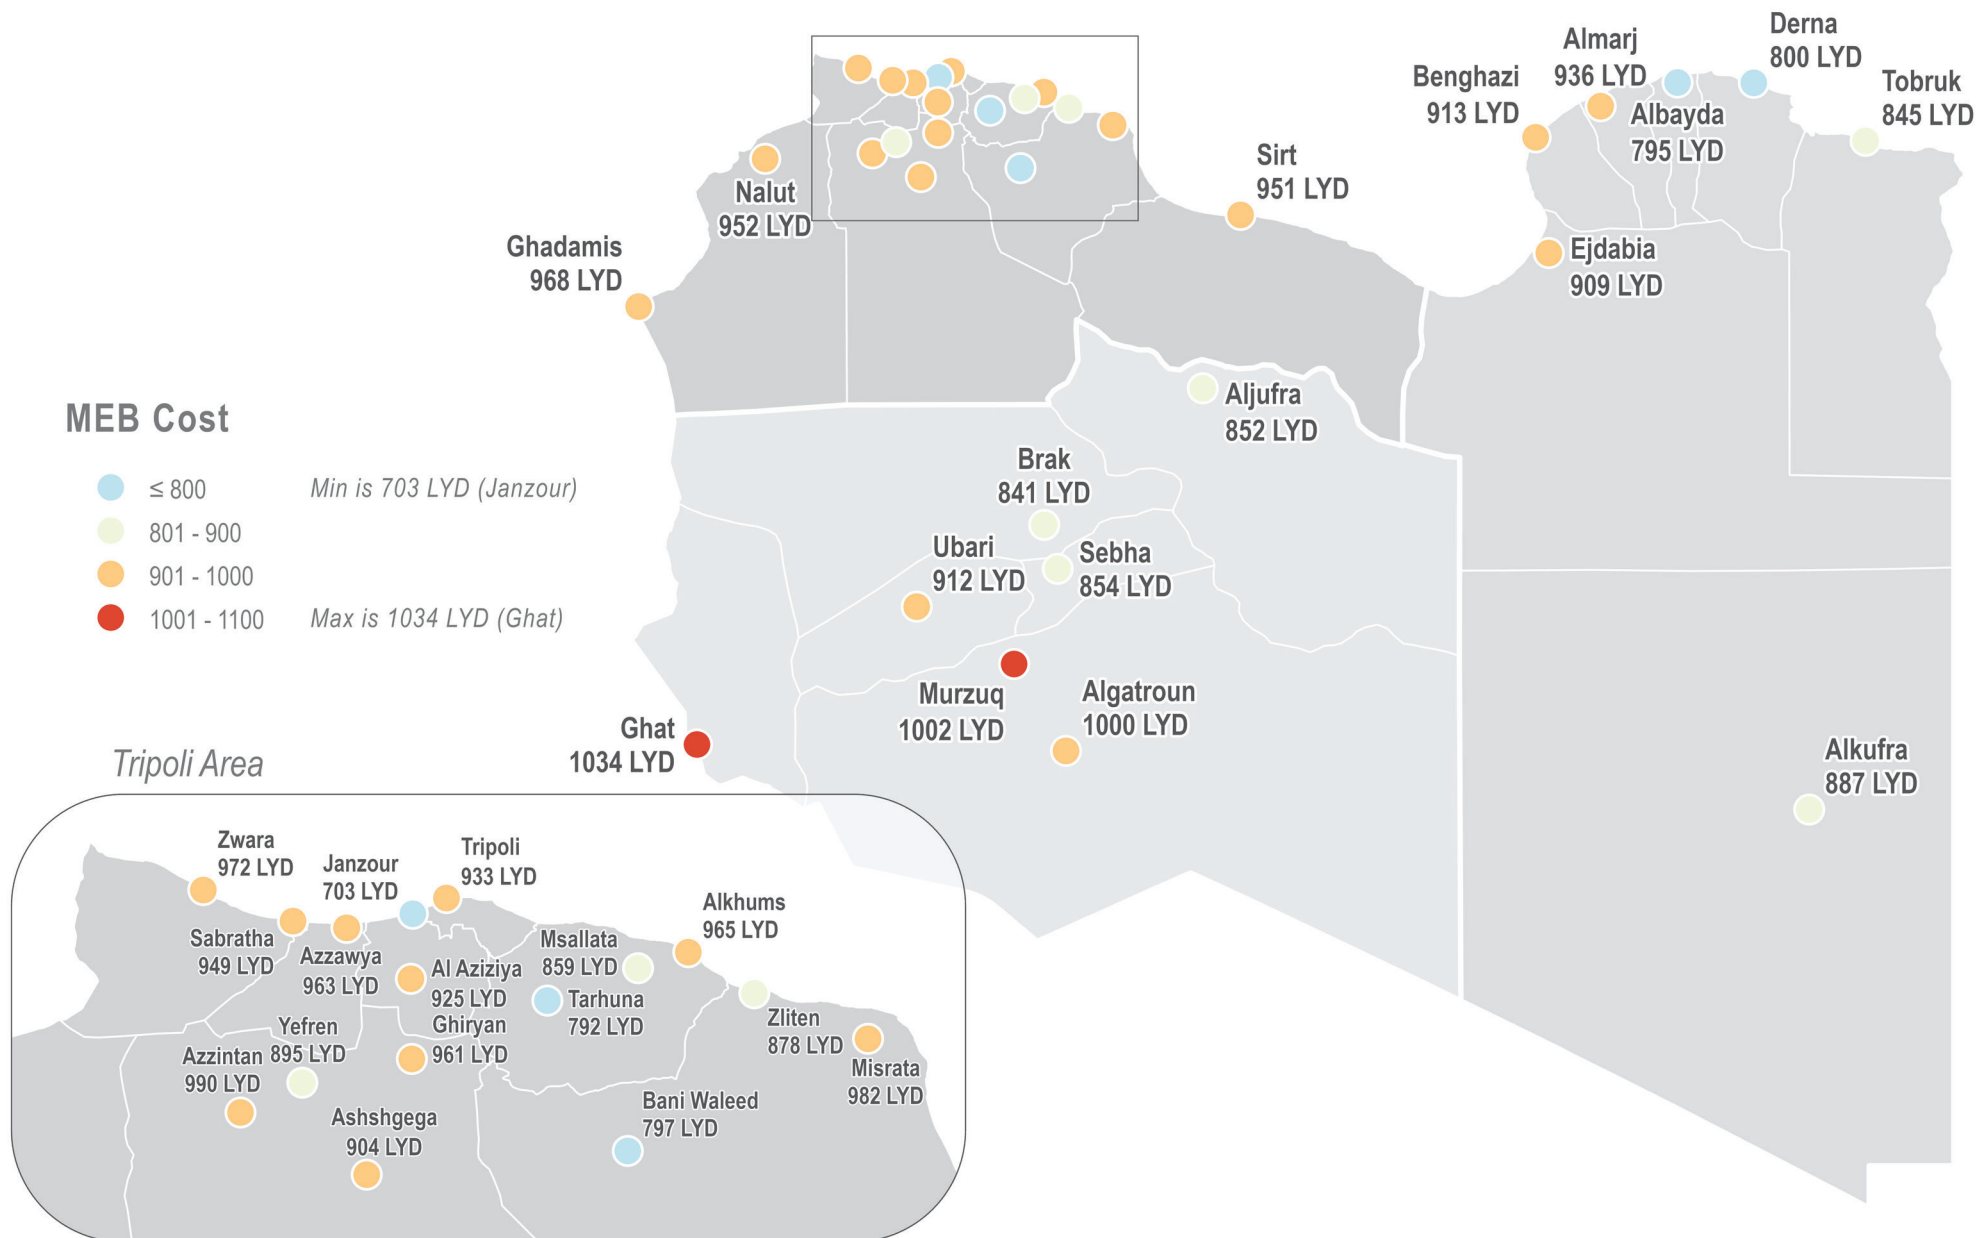 Derna
800 LYD
Almarj
936 LYD
Benghazi
913 LYD
Tobruk
845 LYD
Albayda
795 LYD
Sirt
951 LYD
Nalut
952 LYD
Ghadamis
968 LYD
Ejdabia
909 LYD
Aljufra
852 LYD
MEB Cost
≤ 800 Min is 703 LYD (Janzour)
801 - 900
901 - 1000
1001 - 1100 Max is 1034 LYD (Ghat)
Brak
841 LYD
Ubari
912 LYD
Sebha
854 LYD
Murzuq
1002 LYD
Algatroun
1000 LYD
Ghat
1034 LYD
Alkufra
887 LYD
Tripoli Area
Zwara
972 LYD
Janzour
703 LYD
Tripoli
933 LYD
Alkhums
965 LYD
Sabratha
949 LYD
Azzawya
963 LYD
Al Aziziya
925 LYD
Msallata
859 LYD
Tarhuna
792 LYD
Zliten
878 LYD
Yefren
895 LYD
Ghiryan
961 LYD
Azzintan
990 LYD
Misrata
982 LYD
Ashshgega
904 LYD
Bani Waleed
797 LYD